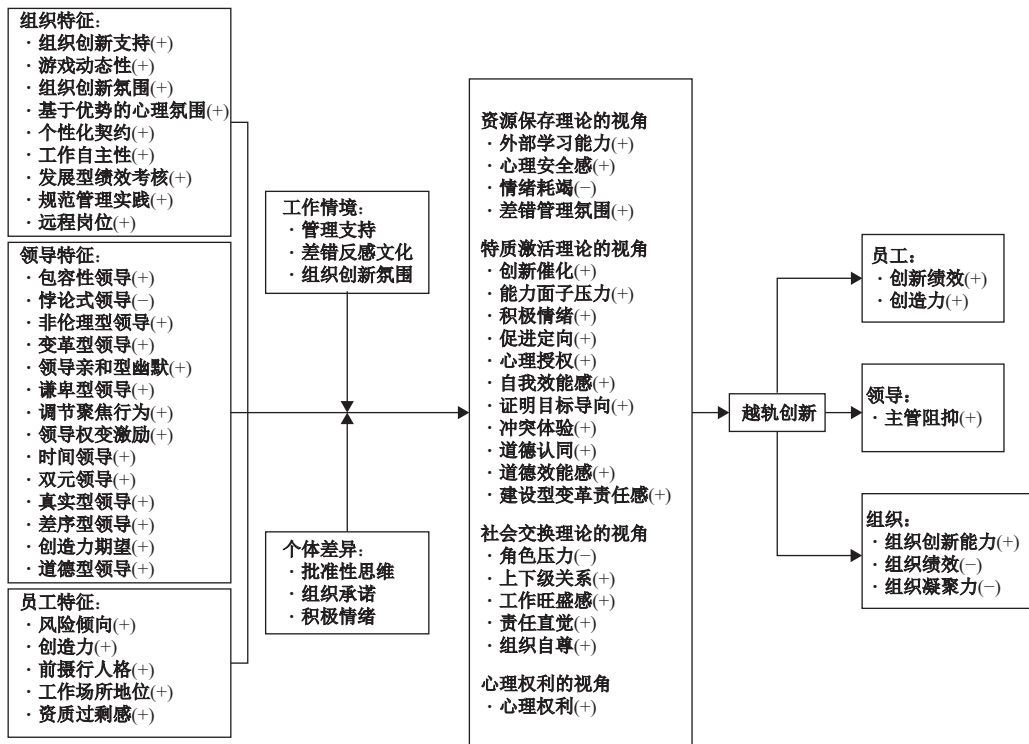 组织特征：
· 组织创新支持(+)
· 游戏动态性(+)
· 组织创新氛围(+)
· 基于优势的心理氛围(+)
· 个性化契约(+)
· 工作自主性(+)
· 发展型绩效考核(+)
· 规范管理实践(+)
· 远程岗位(+)
领导特征：
· 包容性领导(+)
· 悖论式领导(−)
· 非伦理型领导(+)
· 变革型领导(+)
· 领导亲和型幽默(+)
· 谦卑型领导(+)
· 调节聚焦行为(+)
· 领导权变激励(+)
· 时间领导(+)
· 双元领导(+)
· 真实型领导(+)
· 差序型领导(+)
· 创造力期望(+)
· 道德型领导(+)
员工特征：
· 风险倾向(+)
· 创造力(+)
· 前摄行人格(+)
· 工作场所地位(+)
· 资质过剩感(+)
工作情境：
· 管理支持
· 差错反感文化
· 组织创新氛围
个体差异：
· 批准性思维
· 组织承诺
· 积极情绪
资源保存理论的视角
· 外部学习能力(+)
· 心理安全感(+)
· 情绪耗竭(−)
· 差错管理氛围(+)
特质激活理论的视角
· 创新催化(+)
· 能力面子压力(+)
· 积极情绪(+)
· 促进定向(+)
· 心理授权(+)
· 自我效能感(+)
· 证明目标导向(+)
· 冲突体验(+)
· 道德认同(+)
· 道德效能感(+)
· 建设型变革责任感(+)
社会交换理论的视角
· 角色压力(−)
· 上下级关系(+)
· 工作旺盛感(+)
· 责任直觉(+)
· 组织自尊(+)
心理权利的视角
· 心理权利(+)
越轨创新
员工：
· 创新绩效(+)
· 创造力(+)
领导：
· 主管阻抑(+)
组织：
· 组织创新能力(+)
· 组织绩效(−)
· 组织凝聚力(−)